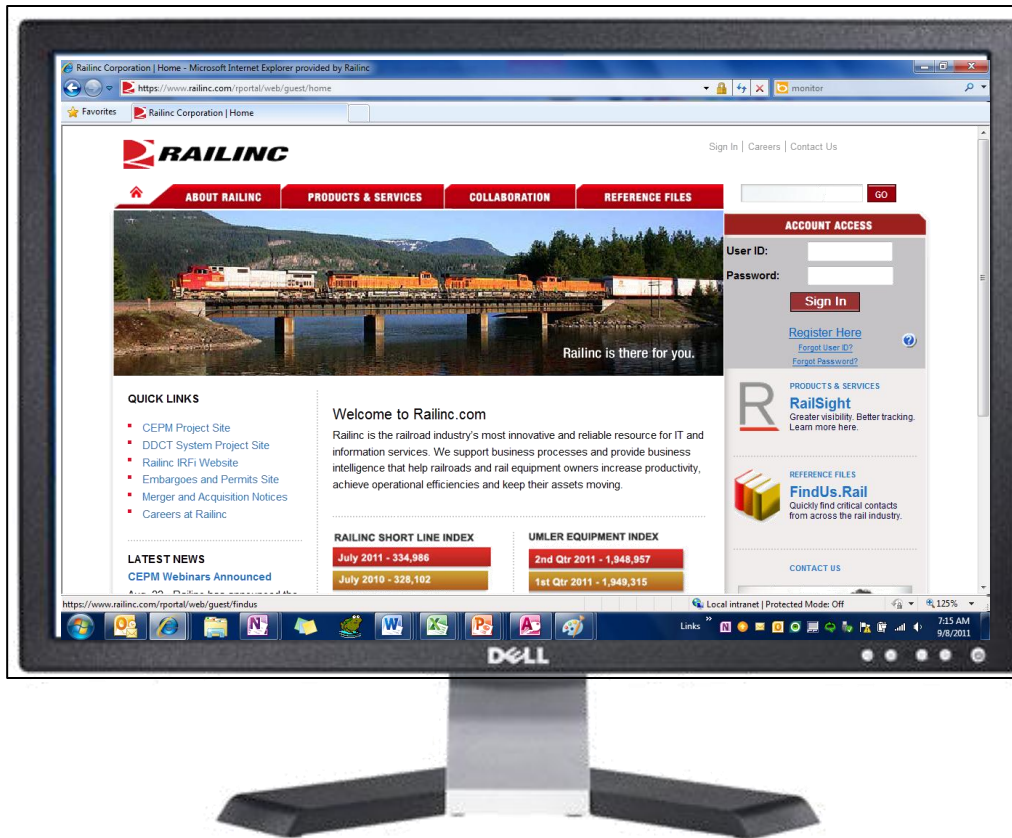 Railinc Corporation | Home - Microsoft Internet Explorer provided by Railinc
https://www.railinc.com/rportal/web/guest/home
monitor
Favorites
Railinc Corporation | Home
RAILINC
Sign In | Careers | Contact Us
ABOUT RAILINC
PRODUCTS & SERVICES
COLLABORATION
REFERENCE FILES
GO
Railinc is there for you.
ACCOUNT ACCESS
User ID:
Password:
Sign In
Register Here
Forgot User ID?
Forgot Password?
QUICK LINKS
CEPM Project Site
DDCT System Project Site
Railinc IRFi Website
Embargoes and Permits Site
Merger and Acquisition Notices
Careers at Railinc
LATEST NEWS
CEPM Webinars Announced
Aug. 22 - Railinc has announced the
Welcome to Railinc.com
Railinc is the railroad industry's most innovative and reliable resource for IT and
information services. We support business processes and provide business
intelligence that help railroads and rail equipment owners increase productivity,
achieve operational efficiencies and keep their assets moving.
RAILINC SHORT LINE INDEX
July 2011 - 334,986
July 2010 - 328,102
UMLER EQUIPMENT INDEX
2nd Qtr 2011 - 1,948,957
1st Qtr 2011 - 1,949,315
R
PRODUCTS & SERVICES
RailSight
Greater visibility. Better tracking.
Learn more here.
REFERENCE FILES
FindUs.Rail
Quickly find critical contacts
from across the rail industry.
CONTACT US
https://www.railinc.com/rportal/web/guest/findus
Local intranet | Protected Mode: Off
125%
Links
7:15 AM
9/8/2011
DELL